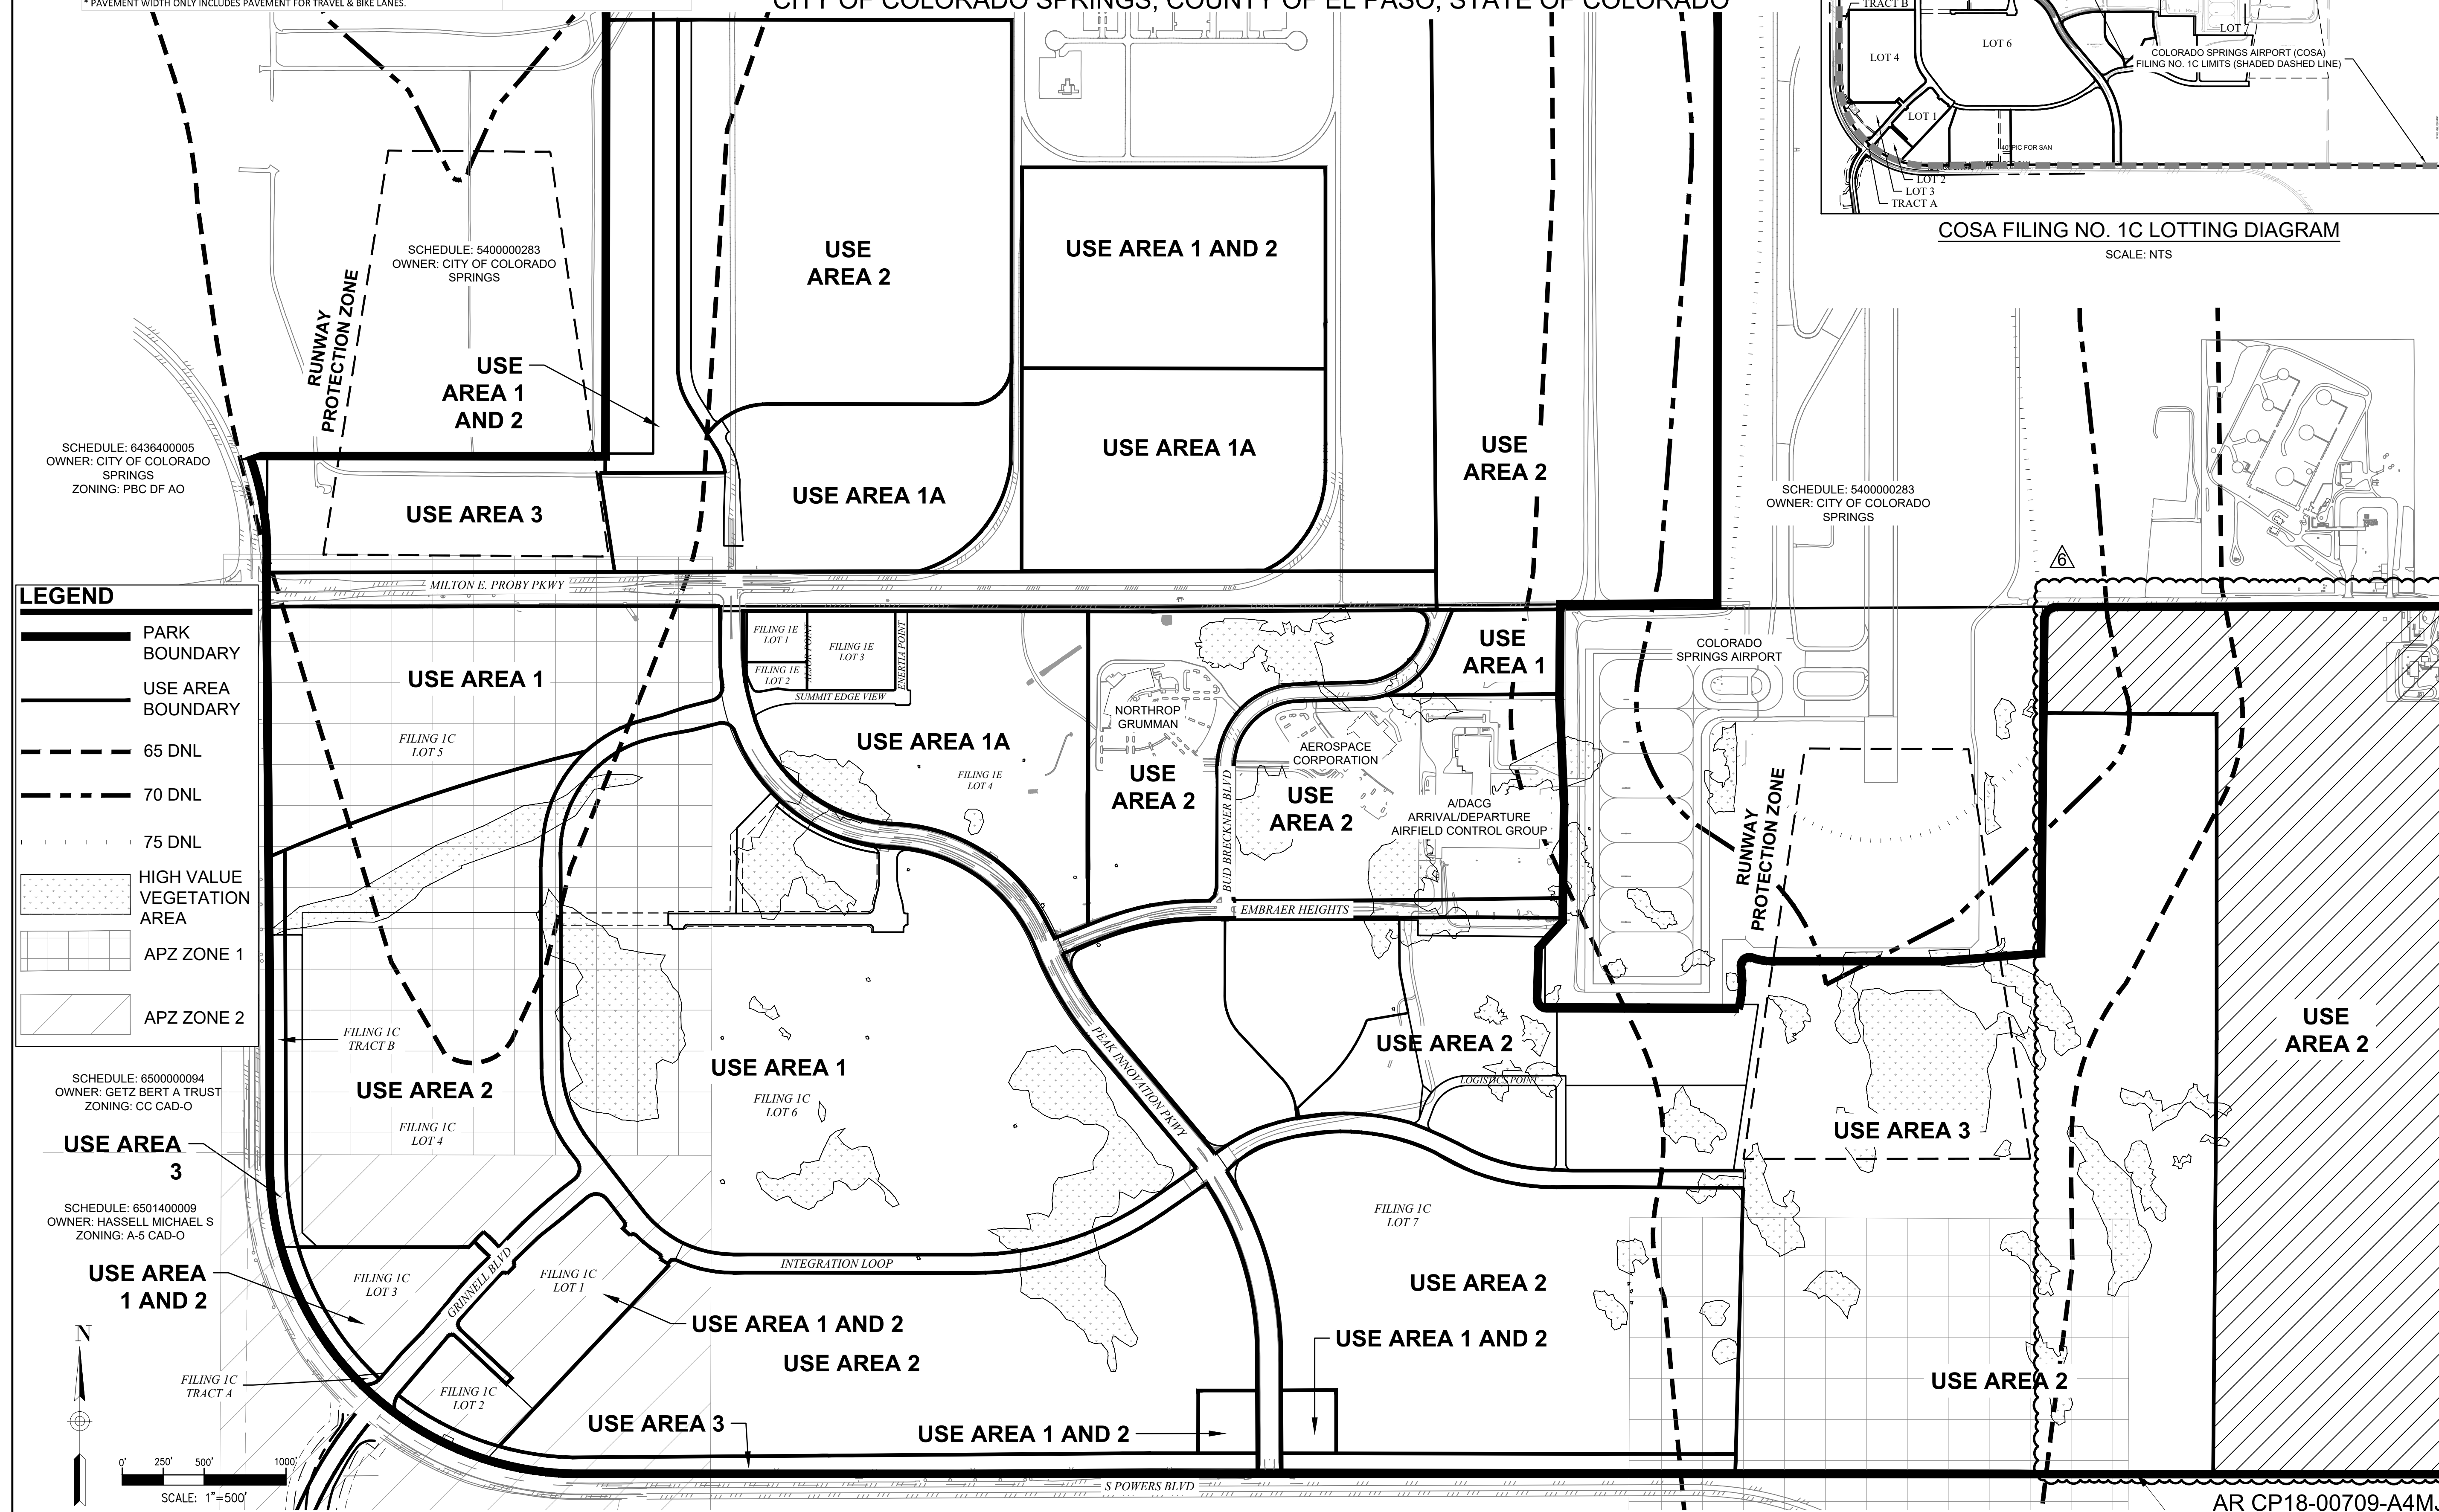 * PAVEMENT WIDTH ONLY INCLUDES PAVEMENT FOR TRAVEL & BIKE LANES.
CITY OF COLORADO SPRINGS, COUNTY OF EL PASO, STATE OF COLORADO
TRACT B
LOT 4
LOT 6
LOT 7
COLORADO SPRINGS AIRPORT (COSA)
FILING NO. 1C LIMITS (SHADED DASHED LINE)
LOT 1
40' PIC FOR SAN
LOT 2
LOT 3
TRACT A
COSA FILING NO. 1C LOTTING DIAGRAM
SCALE: NTS
SCHEDULE: 5400000283
OWNER: CITY OF COLORADO
SPRINGS
RUNWAY
PROTECTION ZONE
USE
AREA 1
AND 2
USE
AREA 2
USE AREA 1 AND 2
USE AREA 1A
USE AREA 1A
USE
AREA 2
SCHEDULE: 6436400005
OWNER: CITY OF COLORADO
SPRINGS
ZONING: PBC DF AO
USE AREA 3
SCHEDULE: 5400000283
OWNER: CITY OF COLORADO
SPRINGS
6
MILTON E. PROBY PKWY
LEGEND
PARK
BOUNDARY
USE AREA
BOUNDARY
65 DNL
70 DNL
75 DNL
HIGH VALUE
VEGETATION
AREA
APZ ZONE 1
APZ ZONE 2
USE AREA 1
FILING 1C
LOT 5
FILING 1E
LOT 1
FILING 1E
LOT 2
FILING 1E
LOT 3
POINT
ENERTIA POINT
SUMMIT EDGE VIEW
USE AREA 1A
FILING 1E
LOT 4
NORTHROP
GRUMMAN
USE
AREA 2
BUD BRECKNER BLVD
AEROSPACE
CORPORATION
USE
AREA 2
USE
AREA 1
A/DACG
ARRIVAL/DEPARTURE
AIRFIELD CONTROL GROUP
COLORADO
SPRINGS AIRPORT
RUNWAY
PROTECTION ZONE
EMBRAER HEIGHTS
FILING 1C
TRACT B
USE AREA 2
FILING 1C
LOT 4
USE AREA 1
FILING 1C
LOT 6
PEAK INNOVATION PKWY
USE AREA 2
LOGISTICS POINT
USE AREA 3
USE
AREA 2
SCHEDULE: 6500000094
OWNER: GETZ BERT A TRUST
ZONING: CC CAD-O
USE AREA
3
SCHEDULE: 6501400009
OWNER: HASSELL MICHAEL S
ZONING: A-5 CAD-O
USE AREA
1 AND 2
FILING 1C
LOT 3
GRINNELL BLVD
FILING 1C
LOT 1
INTEGRATION LOOP
FILING 1C
LOT 7
USE AREA 2
USE AREA 1 AND 2
USE AREA 2
USE AREA 1 AND 2
USE AREA 2
N
FILING 1C
TRACT A
FILING 1C
LOT 2
USE AREA 3
USE AREA 1 AND 2
0'
250'
500'
1000'
SCALE: 1"=500'
S POWERS BLVD
AR CP18-00709-A4MJ